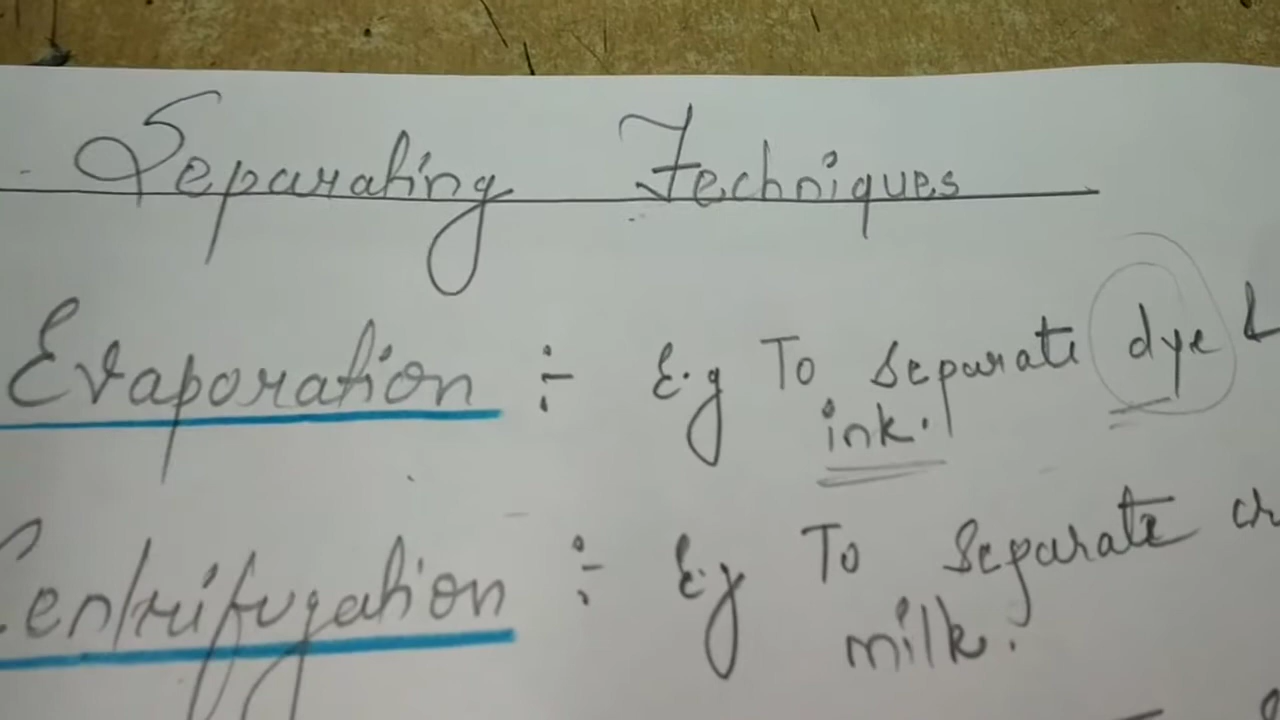 Separating Techniques
Evaporation :- E.g To separate dye &
ink.
Centrifugation :- E.g To separate
milk.